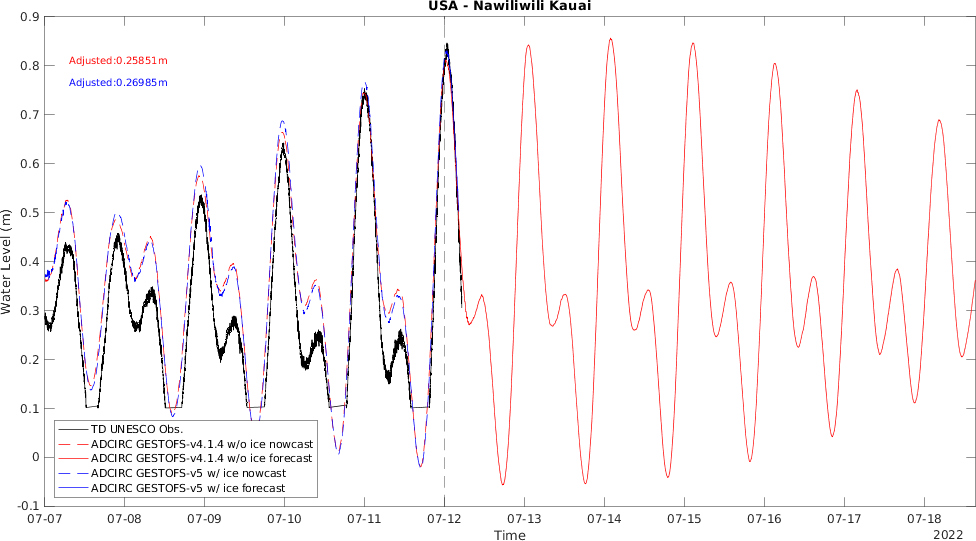 USA - Nawiliwili Kauai
0.9
0.8
0.7
0.6
0.5
0.4
0.3
0.2
0.1
0
-0.1
Water Level (m)
Adjusted:0.25851m
Adjusted:0.26985m
TD UNESCO Obs.
ADCIRC GESTOFS-v4.1.4 w/o ice nowcast
ADCIRC GESTOFS-v4.1.4 w/o ice forecast
ADCIRC GESTOFS-v5 w/ ice nowcast
ADCIRC GESTOFS-v5 w/ ice forecast
07-07 07-08 07-09 07-10 07-11 07-12 07-13 07-14 07-15 07-16 07-17 07-18
Time
2022